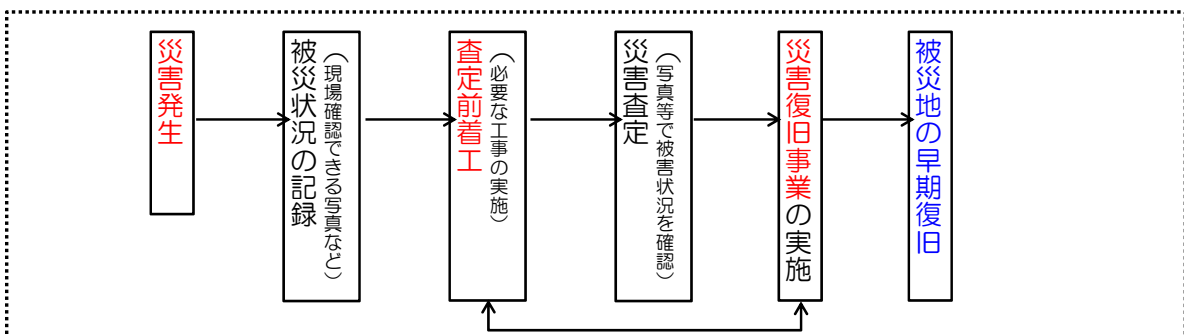 災害発生
被災状況の記録
（現場確認できる写真など）
査定前着工
（必要な工事の実施）
災害査定
（写真等で被害状況を確認）
災害復旧事業の実施
被災地の早期復旧